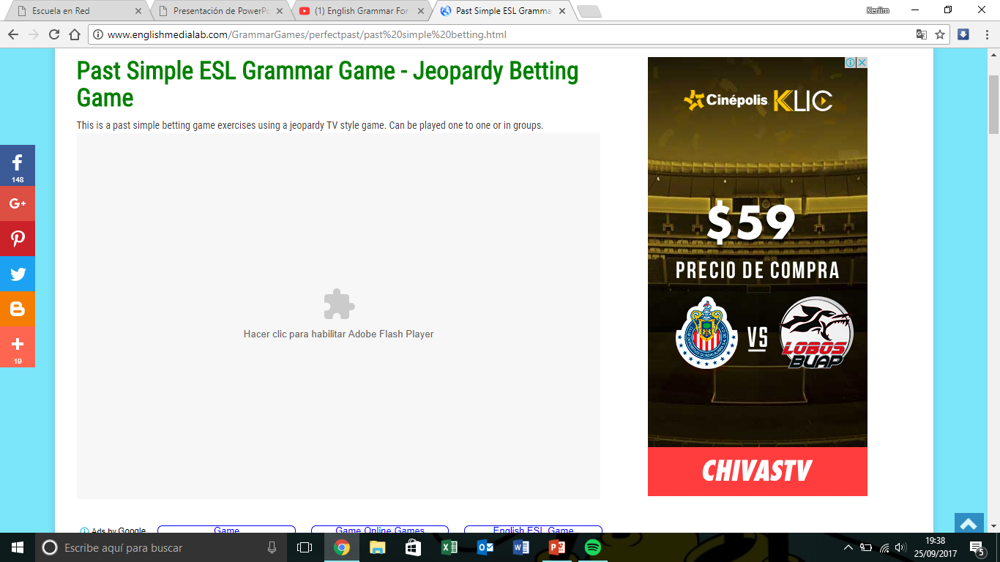 Escuela en Red
Presentación de PowerPo
(1) English Grammar For
Past Simple ESL Gramma
Keriim
www.englishmedialab.com/GrammarGames/perfectpast/past%20simple%20betting.html
Past Simple ESL Grammar Game - Jeopardy Betting
Game
This is a past simple betting game exercises using a jeopardy TV style game. Can be played one to one or in groups.
148
G+
19
Hacer clic para habilitar Adobe Flash Player
Cinépolis KLIC
$59
PRECIO DE COMPRA
VS
LOBOS
BUAP
CHIVASTV
Ads by Google
Game
Game Online Games
English ESL Game
Escribe aquí para buscar
19:38
25/09/2017
5